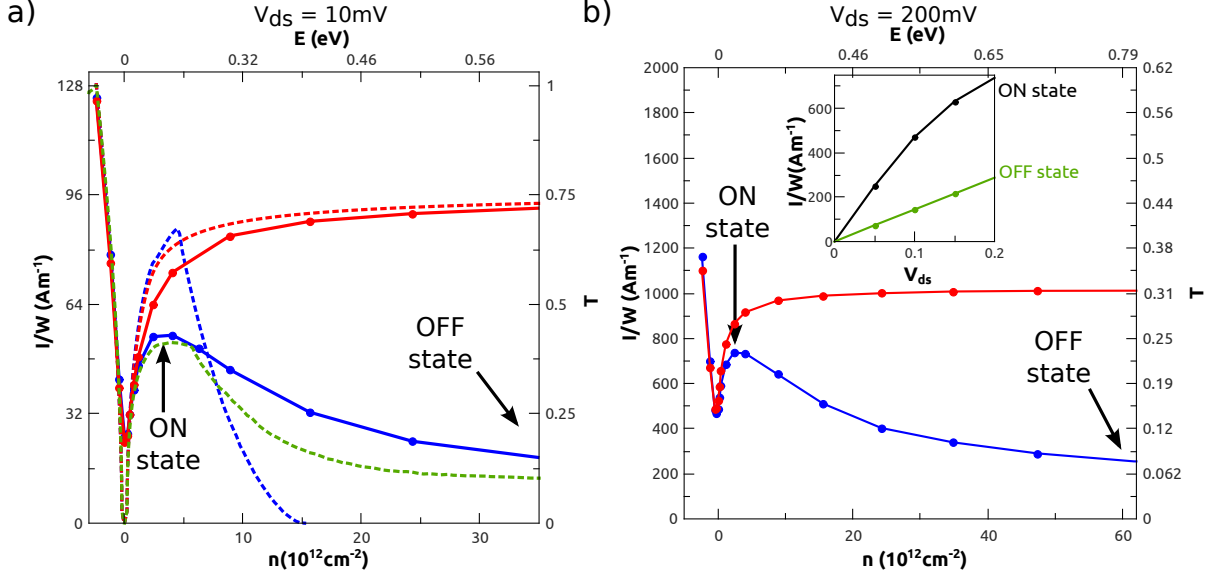 a)
V_ds = 10mV
E (eV)
0 0.32 0.46 0.56
128
96
64
32
0
I/W (Am⁻¹)
1
0.75
0.5
0.25
0
T
ON
state
OFF
state
0 10 20 30
n(10¹²cm⁻²)
b)
V_ds = 200mV
E (eV)
0 0.46 0.65 0.79
2000
1800
1600
1400
1200
1000
800
600
400
200
0
I/W (Am⁻¹)
0.62
0.56
0.5
0.44
0.38
0.31
0.25
0.19
0.12
0.062
0
T
ON
state
OFF
state
600
400
200
0
I/W(Am⁻¹)
ON state
OFF state
0 0.1 0.2
V_ds
0 20 40 60
n (10¹²cm⁻²)